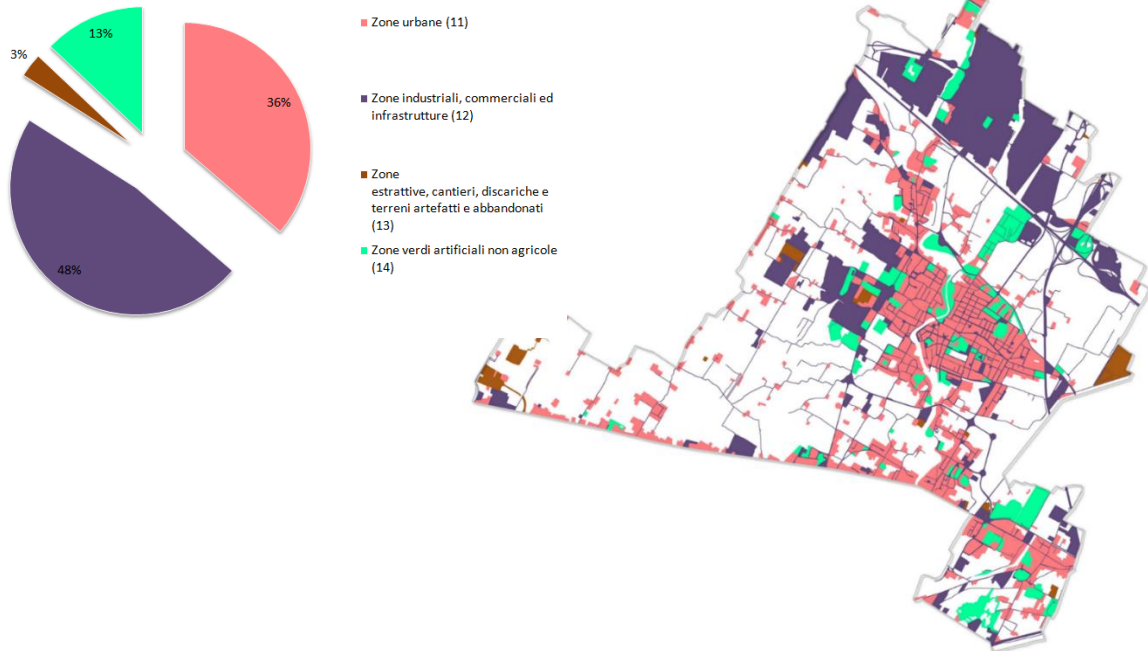 13%
3%
36%
48%
Zone urbane (11)
Zone industriali, commerciali ed
infrastrutture (12)
Zone
estrattive, cantieri, discariche e
terreni artefatti e abbandonati
(13)
Zone verdi artificiali non agricole
(14)